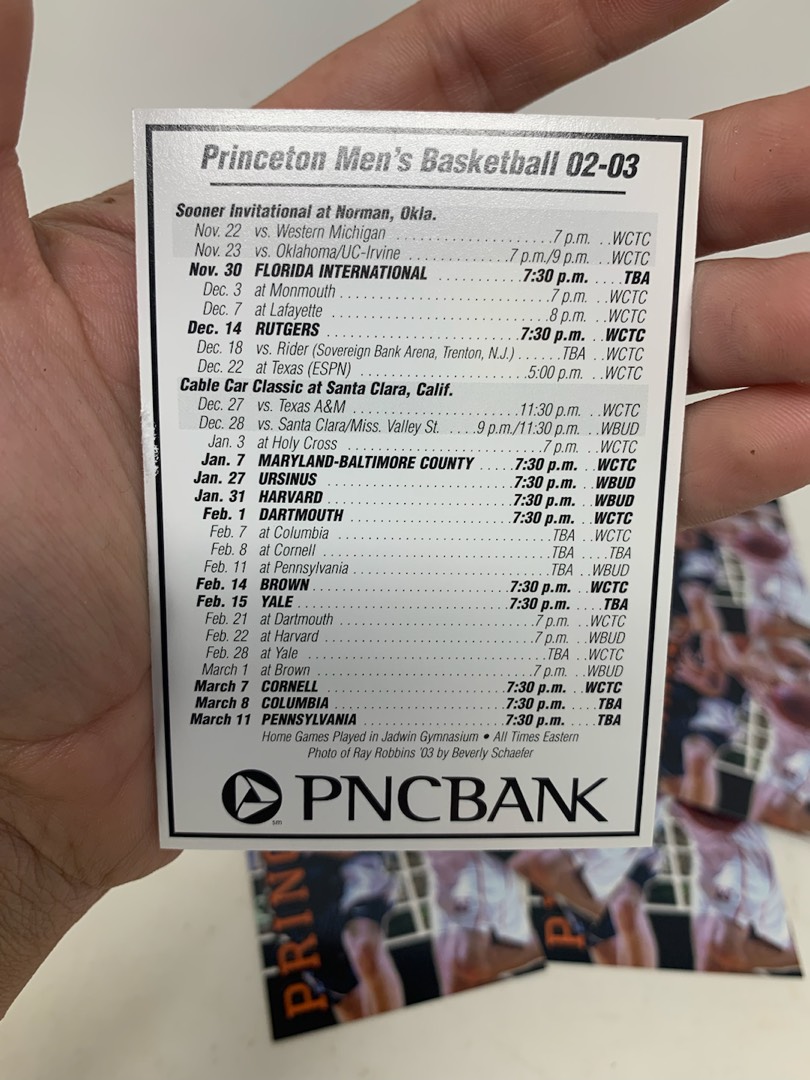 Princeton Men's Basketball 02-03
Sooner Invitational at Norman, Okla.
Nov. 22 vs. Western Michigan ..........7 p.m. ..WCTC
Nov. 23 vs. Oklahoma/UC-Irvine ..........7 p.m./9 p.m. ..WCTC
Nov. 30 FLORIDA INTERNATIONAL ..........7:30 p.m. ....TBA
Dec. 3 at Monmouth ..........7 p.m. ..WCTC
Dec. 7 at Lafayette ..........8 p.m. ..WCTC
Dec. 14 RUTGERS ..........7:30 p.m. ..WCTC
Dec. 18 vs. Rider (Sovereign Bank Arena, Trenton, N.J.) ......TBA ..WCTC
Dec. 22 at Texas (ESPN) ..........5:00 p.m. ..WCTC
Cable Car Classic at Santa Clara, Calif.
Dec. 27 vs. Texas A&M ..........11:30 p.m. ..WCTC
Dec. 28 vs. Santa Clara/Miss. Valley St. ....9 p.m./11:30 p.m. ..WBUD
Jan. 3 at Holy Cross ..........7 p.m. ..WCTC
Jan. 7 MARYLAND-BALTIMORE COUNTY .....7:30 p.m. ..WCTC
Jan. 27 URSINUS ..........7:30 p.m. ..WBUD
Jan. 31 HARVARD ..........7:30 p.m. ..WBUD
Feb. 1 DARTMOUTH ..........7:30 p.m. ..WCTC
Feb. 7 at Columbia ..........TBA ..WCTC
Feb. 8 at Cornell ..........TBA ....TBA
Feb. 11 at Pennsylvania ..........TBA ..WBUD
Feb. 14 BROWN ..........7:30 p.m. ..WCTC
Feb. 15 YALE ..........7:30 p.m. ....TBA
Feb. 21 at Dartmouth ..........7 p.m. ..WCTC
Feb. 22 at Harvard ..........7 p.m. ..WBUD
Feb. 28 at Yale ..........TBA ..WCTC
March 1 at Brown ..........7 p.m. ..WBUD
March 7 CORNELL ..........7:30 p.m. ..WCTC
March 8 COLUMBIA ..........7:30 p.m. ....TBA
March 11 PENNSYLVANIA ..........7:30 p.m. ....TBA
Home Games Played in Jadwin Gymnasium • All Times Eastern
Photo of Ray Robbins '03 by Beverly Schaefer
PNCBANK
sm
PRIN
P